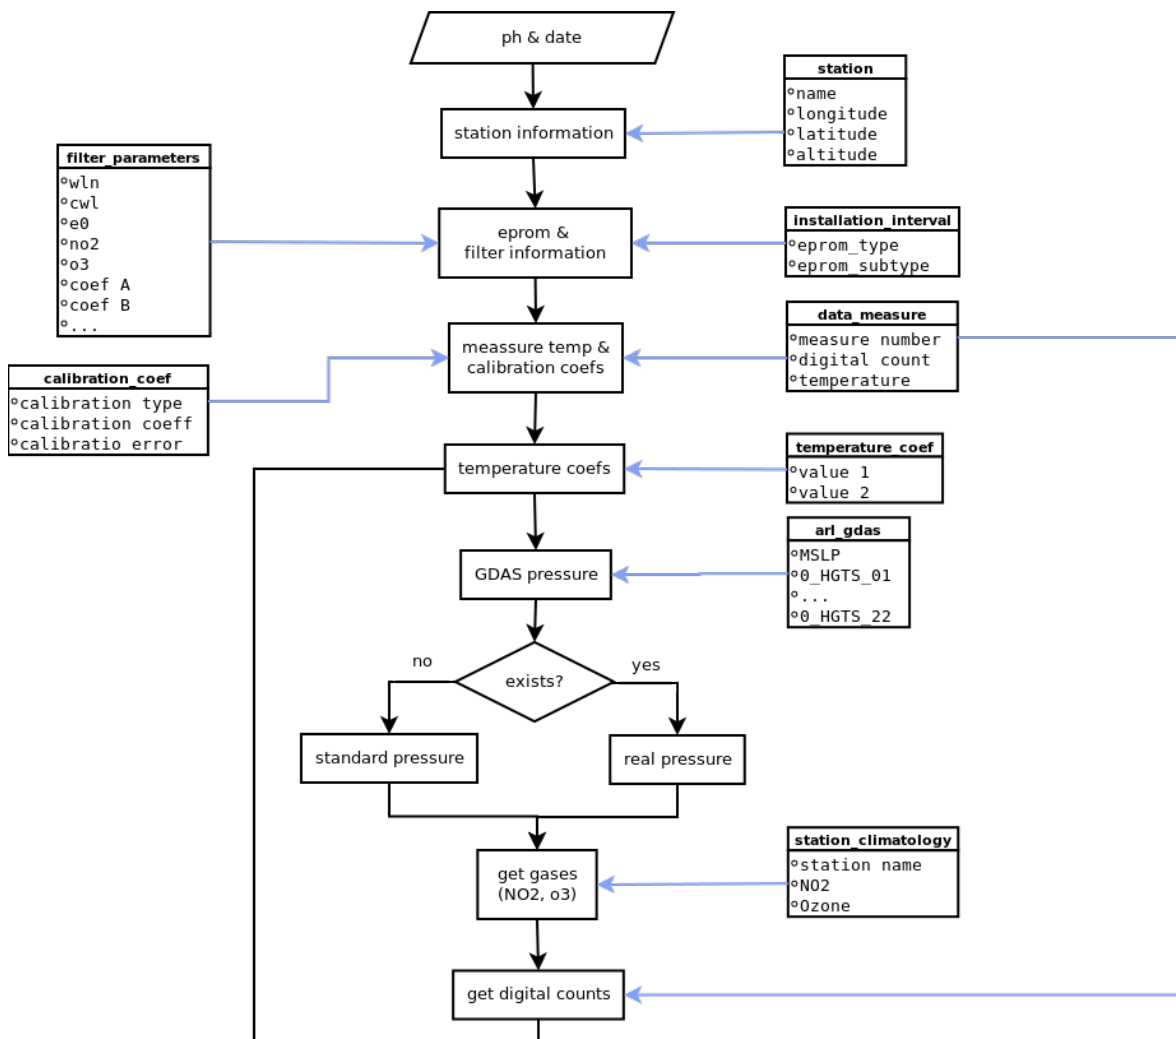 ph & date
station
name
longitude
latitude
altitude
station information
filter_parameters
wln
cwl
e0
no2
o3
coef A
coef B
...
eprom &
filter information
installation_interval
eprom_type
eprom_subtype
data_measure
measure number
digital count
temperature
meassure temp &
calibration coefs
calibration_coef
calibration type
calibration coeff
calibratio error
temperature coefs
temperature_coef
value 1
value 2
arl_gdas
MSLP
0_HGTS_01
...
0_HGTS_22
GDAS pressure
no
exists?
yes
standard pressure
real pressure
station_climatology
station name
NO2
Ozone
get gases
(NO2, o3)
get digital counts